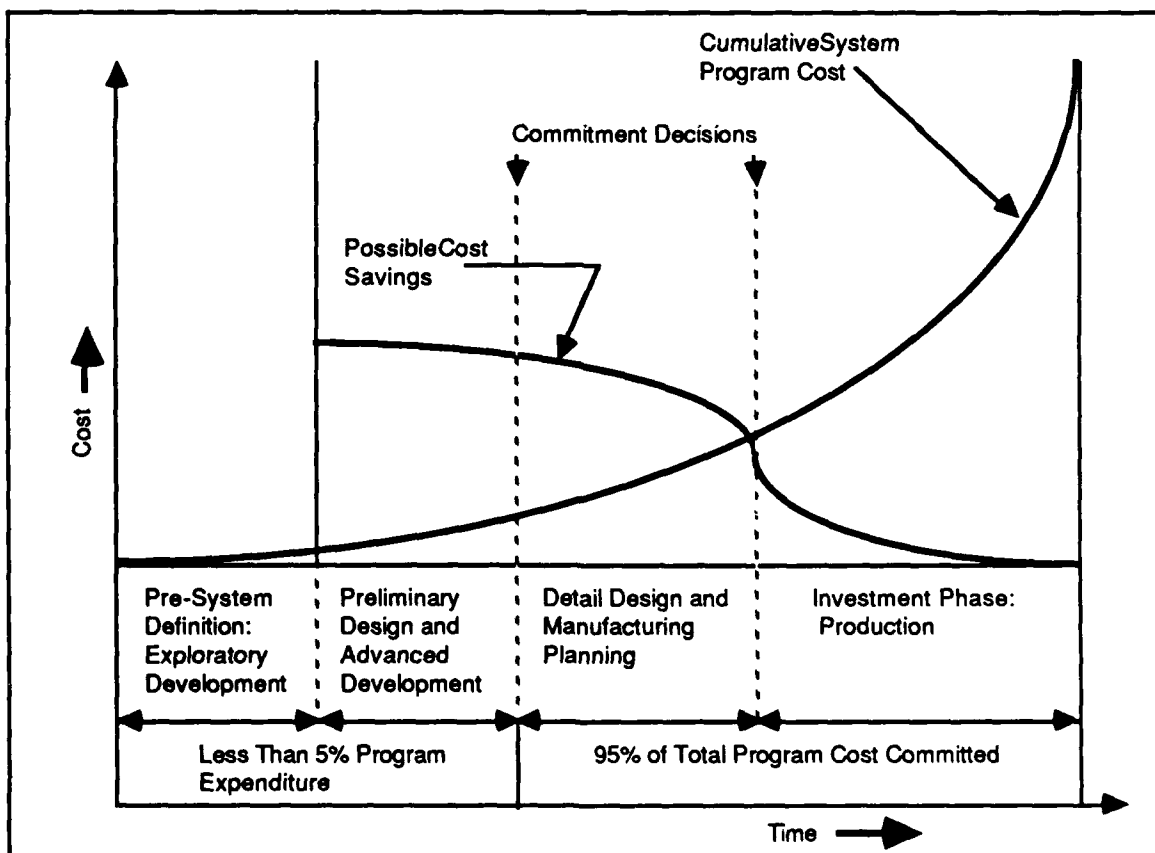 CumulativeSystem
Program Cost
Commitment Decisions
PossibleCost
Savings
Cost
Pre-System
Definition:
Exploratory
Development
Preliminary
Design and
Advanced
Development
Detail Design and
Manufacturing
Planning
Investment Phase:
Production
Less Than 5% Program
Expenditure
95% of Total Program Cost Committed
Time